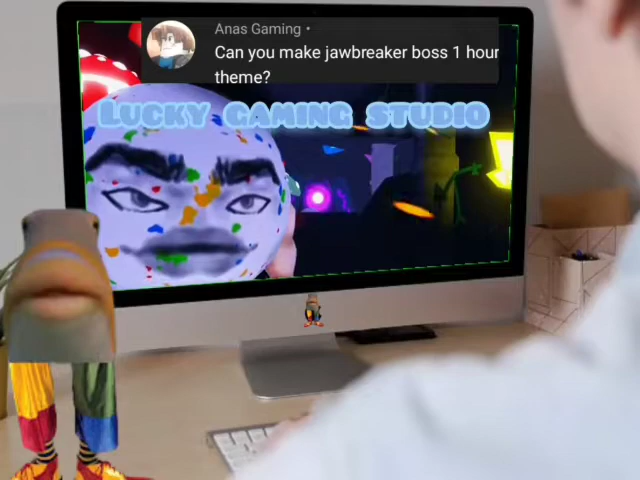 Anas Gaming •
Can you make jawbreaker boss 1 hour
theme?
LUCKY GAMING STUDIO